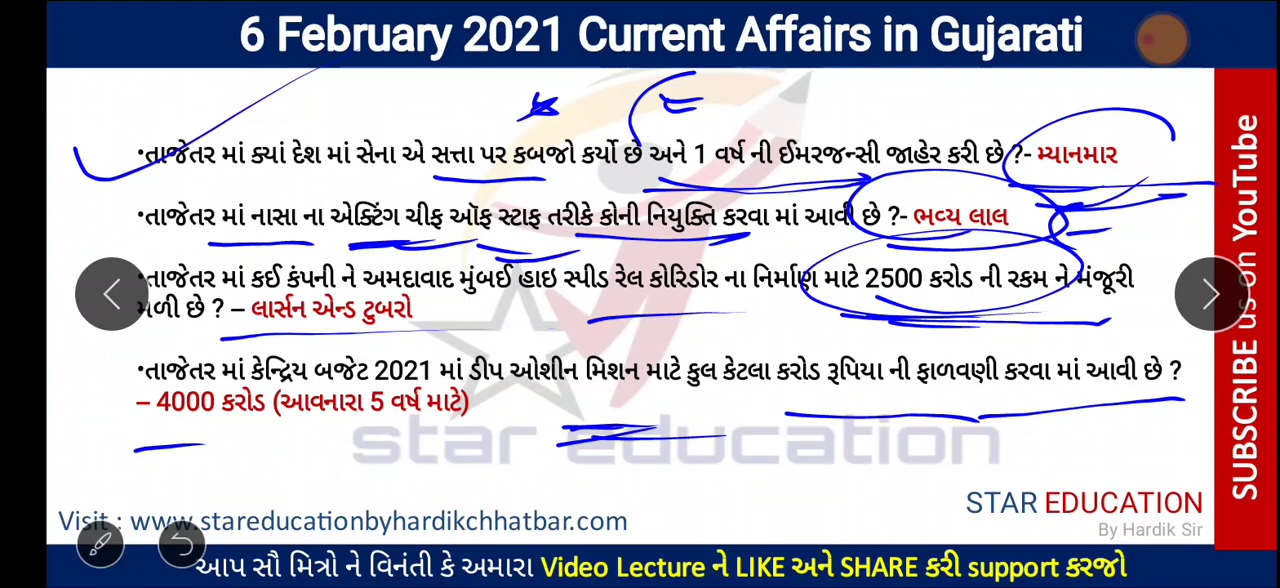 6 February 2021 Current Affairs in Gujarati
•તાજેતર માં ક્યાં દેશ માં સેના એ સત્તા પર કબજો કર્યો છે અને 1 વર્ષ ની ઈમરજન્સી જાહેર કરી છે ?- મ્યાનમાર
•તાજેતર માં નાસા ના એક્ટિંગ ચીફ ઑફ સ્ટાફ તરીકે કોની નિયુક્તિ કરવા માં આવી છે ?- ભવ્ય લાલ
•તાજેતર માં કઈ કંપની ને અમદાવાદ મુંબઈ હાઇ સ્પીડ રેલ કોરિડોર ના નિર્માણ માટે 2500 કરોડ ની રકમ ને મંજૂરી
મળી છે ? – લાર્સન એન્ડ ટુબરો
•તાજેતર માં કેન્દ્રિય બજેટ 2021 માં ડીપ ઓશીન મિશન માટે કુલ કેટલા કરોડ રૂપિયા ની ફાળવણી કરવા માં આવી છે ?
– 4000 કરોડ (આવનારા 5 વર્ષ માટે)
star education
STAR EDUCATION
By Hardik Sir
Visit : www.stareducationbyhardikchhatbar.com
આપ સૌ મિત્રો ને વિનંતી કે અમારા Video Lecture ને LIKE અને SHARE કરી support કરજો
SUBSCRIBE us on YouTube